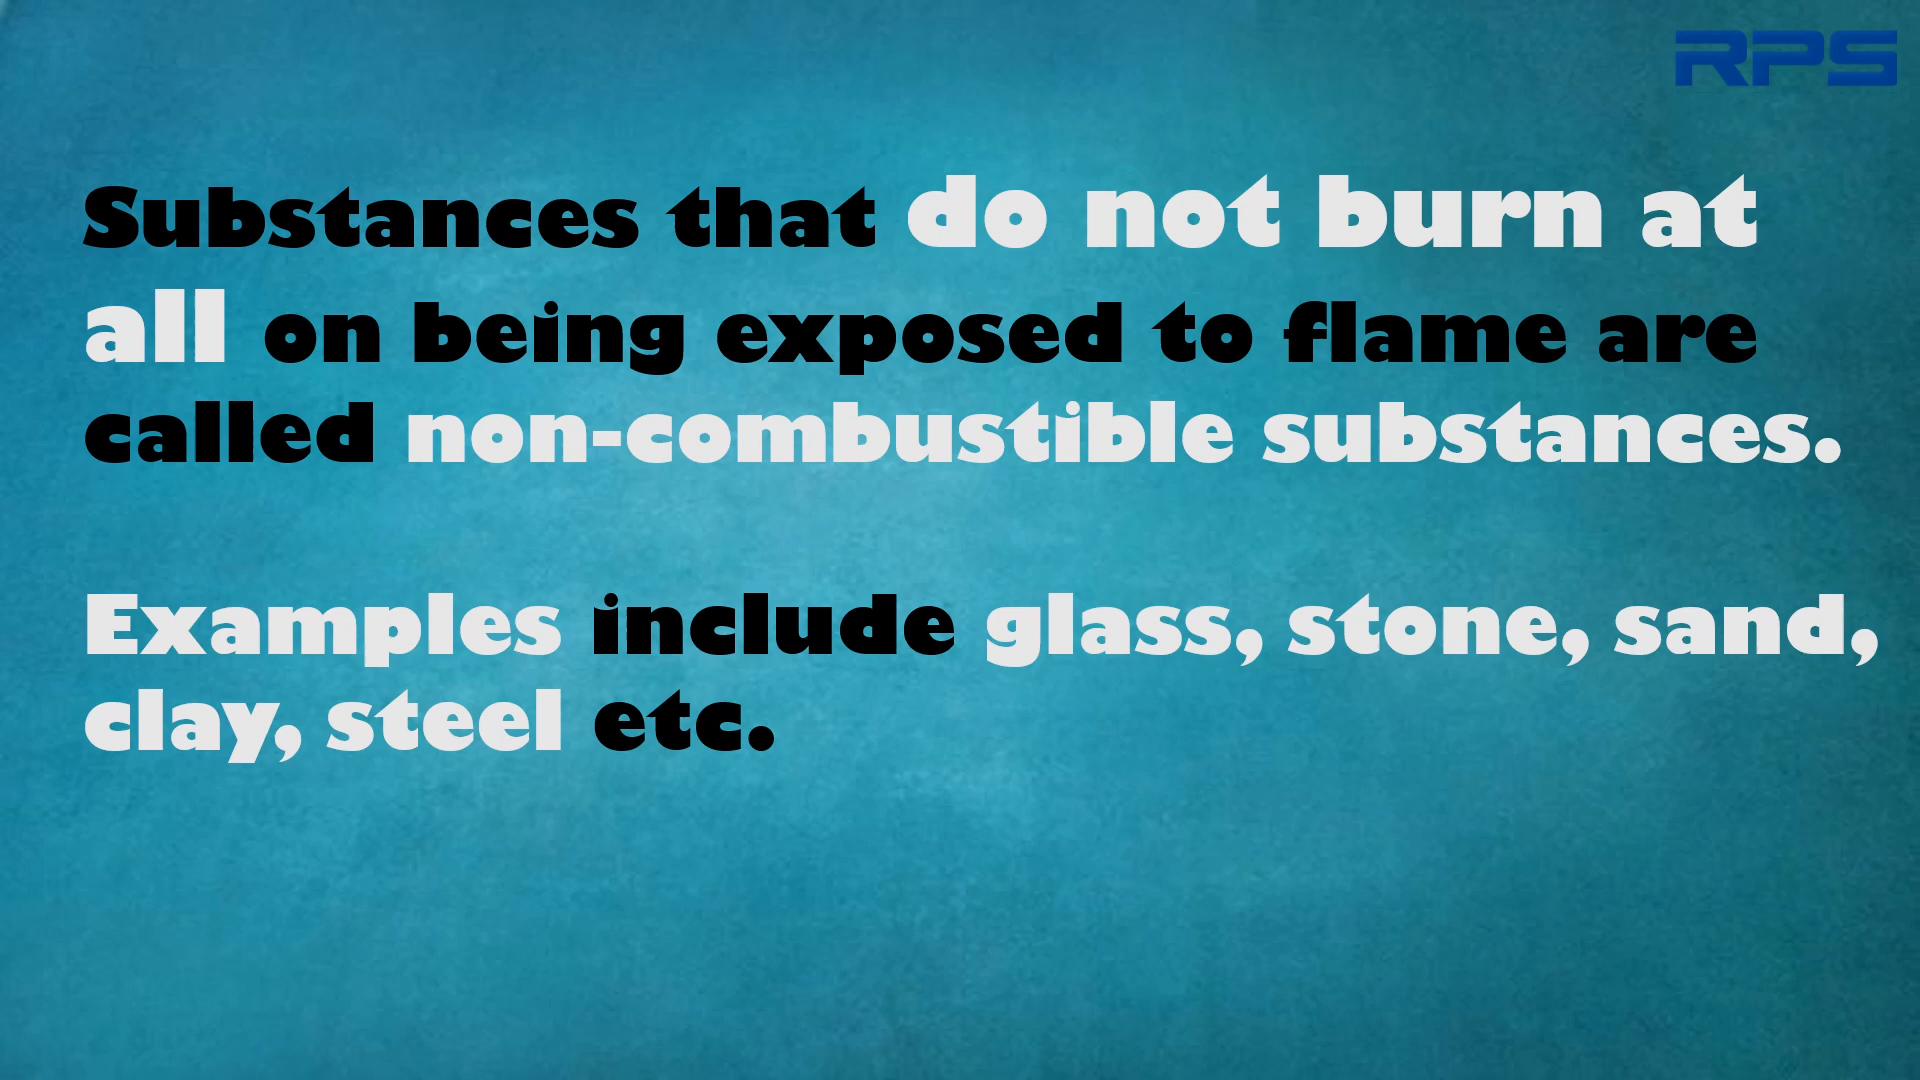 RPS
Substances that do not burn at
all on being exposed to flame are
called non-combustible substances.
Examples include glass, stone, sand,
clay, steel etc.